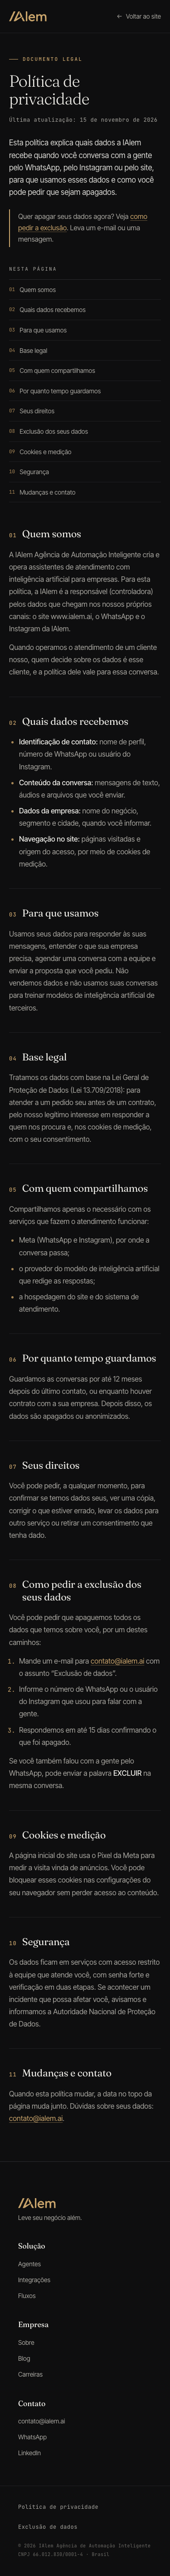 IAlem
← Voltar ao site
DOCUMENTO LEGAL
Política de
privacidade
Última atualização: 15 de novembro de 2026
Esta política explica quais dados a IAlem
recebe quando você conversa com a gente
pelo WhatsApp, pelo Instagram ou pelo site,
para que usamos esses dados e como você
pode pedir que sejam apagados.
Quer apagar seus dados agora? Veja como
pedir a exclusão. Leva um e-mail ou uma
mensagem.
NESTA PÁGINA
01 Quem somos
02 Quais dados recebemos
03 Para que usamos
04 Base legal
05 Com quem compartilhamos
06 Por quanto tempo guardamos
07 Seus direitos
08 Exclusão dos seus dados
09 Cookies e medição
10 Segurança
11 Mudanças e contato
01 Quem somos
A IAlem Agência de Automação Inteligente cria e
opera assistentes de atendimento com
inteligência artificial para empresas. Para esta
política, a IAlem é a responsável (controladora)
pelos dados que chegam nos nossos próprios
canais: o site www.ialem.ai, o WhatsApp e o
Instagram da IAlem.
Quando operamos o atendimento de um cliente
nosso, quem decide sobre os dados é esse
cliente, e a política dele vale para essa conversa.
02 Quais dados recebemos
• Identificação de contato: nome de perfil,
número de WhatsApp ou usuário do
Instagram.
• Conteúdo da conversa: mensagens de texto,
áudios e arquivos que você enviar.
• Dados da empresa: nome do negócio,
segmento e cidade, quando você informar.
• Navegação no site: páginas visitadas e
origem do acesso, por meio de cookies de
medição.
03 Para que usamos
Usamos seus dados para responder às suas
mensagens, entender o que sua empresa
precisa, agendar uma conversa com a equipe e
enviar a proposta que você pediu. Não
vendemos dados e não usamos suas conversas
para treinar modelos de inteligência artificial de
terceiros.
04 Base legal
Tratamos os dados com base na Lei Geral de
Proteção de Dados (Lei 13.709/2018): para
atender a um pedido seu antes de um contrato,
pelo nosso legítimo interesse em responder a
quem nos procura e, nos cookies de medição,
com o seu consentimento.
05 Com quem compartilhamos
Compartilhamos apenas o necessário com os
serviços que fazem o atendimento funcionar:
• Meta (WhatsApp e Instagram), por onde a
conversa passa;
• o provedor do modelo de inteligência artificial
que redige as respostas;
• a hospedagem do site e do sistema de
atendimento.
06 Por quanto tempo guardamos
Guardamos as conversas por até 12 meses
depois do último contato, ou enquanto houver
contrato com a sua empresa. Depois disso, os
dados são apagados ou anonimizados.
07 Seus direitos
Você pode pedir, a qualquer momento, para
confirmar se temos dados seus, ver uma cópia,
corrigir o que estiver errado, levar os dados para
outro serviço ou retirar um consentimento que
tenha dado.
08 Como pedir a exclusão dos
seus dados
Você pode pedir que apaguemos todos os
dados que temos sobre você, por um destes
caminhos:
1. Mande um e-mail para contato@ialem.ai com
o assunto “Exclusão de dados”.
2. Informe o número de WhatsApp ou o usuário
do Instagram que usou para falar com a
gente.
3. Respondemos em até 15 dias confirmando o
que foi apagado.
Se você também falou com a gente pelo
WhatsApp, pode enviar a palavra EXCLUIR na
mesma conversa.
09 Cookies e medição
A página inicial do site usa o Pixel da Meta para
medir a visita vinda de anúncios. Você pode
bloquear esses cookies nas configurações do
seu navegador sem perder acesso ao conteúdo.
10 Segurança
Os dados ficam em serviços com acesso restrito
à equipe que atende você, com senha forte e
verificação em duas etapas. Se acontecer um
incidente que possa afetar você, avisamos e
informamos a Autoridade Nacional de Proteção
de Dados.
11 Mudanças e contato
Quando esta política mudar, a data no topo da
página muda junto. Dúvidas sobre seus dados:
contato@ialem.ai.
IAlem
Leve seu negócio além.
Solução
Agentes
Integrações
Fluxos
Empresa
Sobre
Blog
Carreiras
Contato
contato@ialem.ai
WhatsApp
LinkedIn
Política de privacidade
Exclusão de dados
© 2026 IAlem Agência de Automação Inteligente